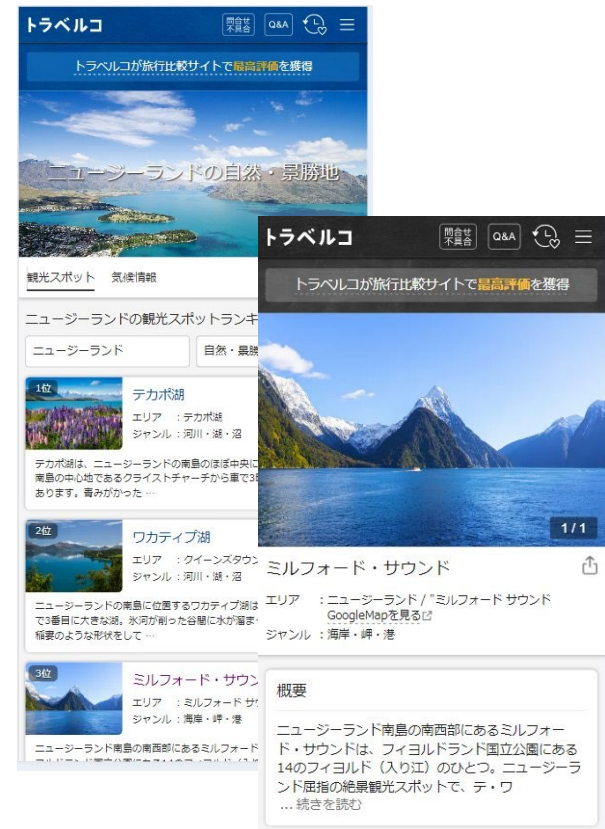 トラベルコ
問合せ
不具合
Q&A
トラベルコが旅行比較サイトで最高評価を獲得
ニュージーランドの自然・景勝地
観光スポット 気候情報
ニュージーランドの観光スポットランキ
ニュージーランド
自然・景勝
1位
テカポ湖
エリア :テカポ湖
ジャンル:河川・湖・沼
テカポ湖は、ニュージーランドの南島のほぼ中央に
南島の中心地であるクライストチャーチから車で3
あります。青みがかった …
2位
ワカティプ湖
エリア :クイーンズタウン
ジャンル:河川・湖・沼
ニュージーランドの南島に位置するワカティプ湖は
で3番目に大きな湖。氷河が削った谷間に水が溜ま
稲妻のような形状をして …
3位
ミルフォード・サウン
エリア :ミルフォード サ
ジャンル:海岸・岬・港
ニュージーランド南島の南西部にあるミルフォード
トラベルコ
問合せ
不具合
Q&A
トラベルコが旅行比較サイトで最高評価を獲得
1/1
ミルフォード・サウンド
エリア :ニュージーランド / "ミルフォード サウンド
GoogleMapを見る
ジャンル:海岸・岬・港
概要
ニュージーランド南島の南西部にあるミルフォー
ド・サウンドは、フィヨルドランド国立公園にある
14のフィヨルド（入り江）のひとつ。ニュージーラ
ンド屈指の絶景観光スポットで、テ・ワ
… 続きを読む